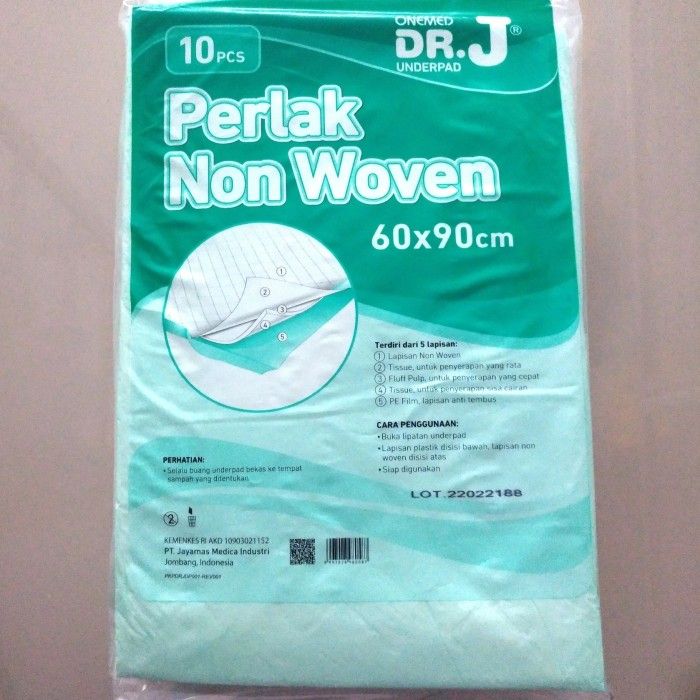 10 PCS
ONEMED
DR.J®
UNDERPAD
Perlak
Non Woven
60x90cm
1
2
3
4
5
Terdiri dari 5 lapisan:
1 Lapisan Non Woven
2 Tissue, untuk penyerapan yang rata
3 Fluff Pulp, untuk penyerapan yang cepat
4 Tissue, untuk penyerapan sisa cairan
5 PE Film, lapisan anti tembus
CARA PENGGUNAAN:
•Buka lipatan underpad
•Lapisan plastik disisi bawah, lapisan non
woven disisi atas
•Siap digunakan
LOT.22022188
PERHATIAN:
•Selalu buang underpad bekas ke tempat
sampah yang ditentukan
2
KEMENKES RI AKD 10903021152
PT. Jayamas Medica Industri
Jombang, Indonesia